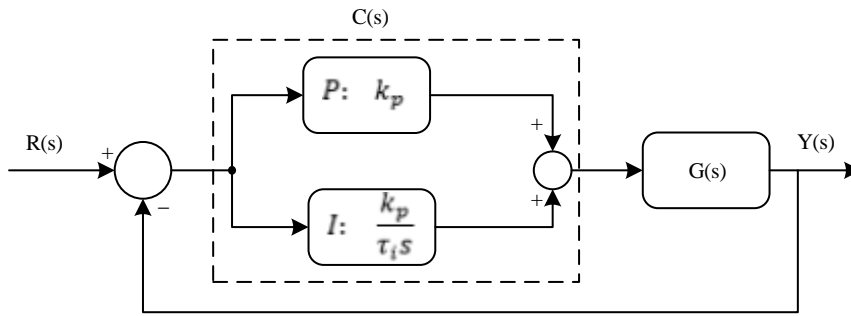 C(s)
P: k_p
R(s)
+
+
−
G(s)
Y(s)
+
I: k_p / τ_i s